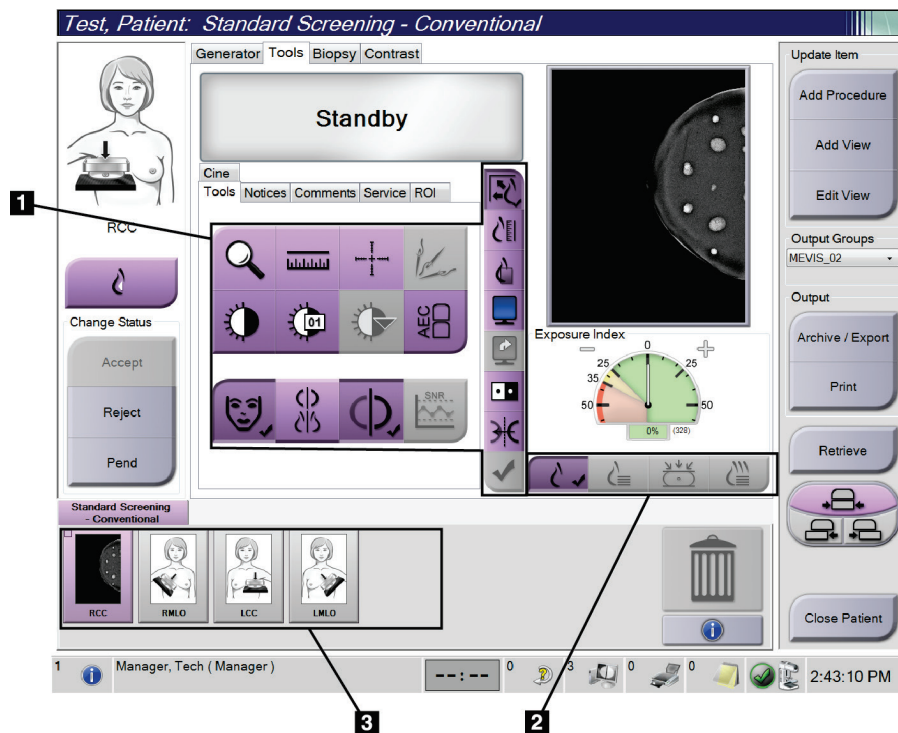 Test, Patient: Standard Screening - Conventional
Generator Tools Biopsy Contrast
Standby
Cine
Tools Notices Comments Service ROI
1
RCC
01
AEC
SNR
Change Status
Accept
Reject
Pend
Exposure Index
0
25 25
35
50 50
0% (328)
Update Item
Add Procedure
Add View
Edit View
Output Groups
MEVIS_02
Output
Archive / Export
Print
Retrieve
Close Patient
Standard Screening
- Conventional
RCC RMLO LCC LMLO
1 Manager, Tech ( Manager ) --:-- 0 3 0 0 2:43:10 PM
3 2